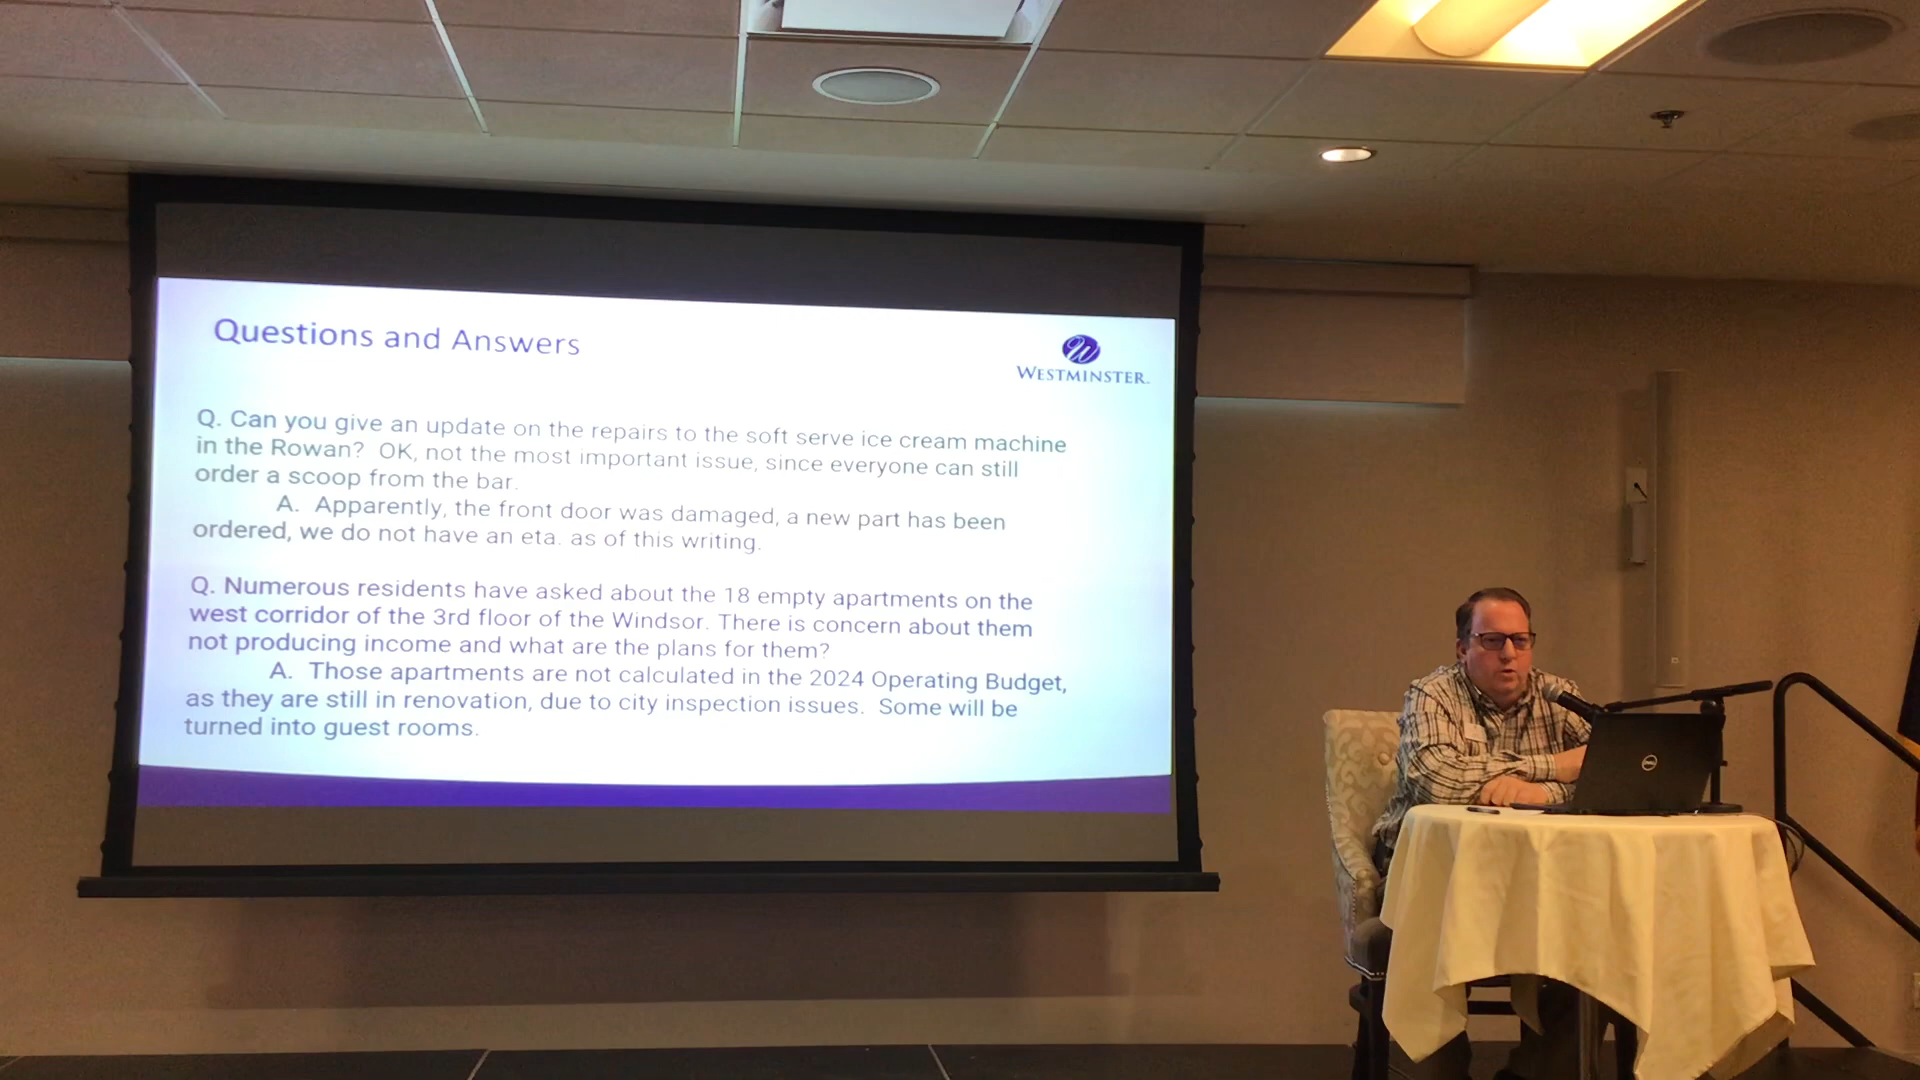 Questions and Answers
W
WESTMINSTER.
Q. Can you give an update on the repairs to the soft serve ice cream machine
in the Rowan?  OK, not the most important issue, since everyone can still
order a scoop from the bar.
A.  Apparently, the front door was damaged, a new part has been
ordered, we do not have an eta. as of this writing.
Q. Numerous residents have asked about the 18 empty apartments on the
west corridor of the 3rd floor of the Windsor. There is concern about them
not producing income and what are the plans for them?
A.  Those apartments are not calculated in the 2024 Operating Budget,
as they are still in renovation, due to city inspection issues.  Some will be
turned into guest rooms.
DELL